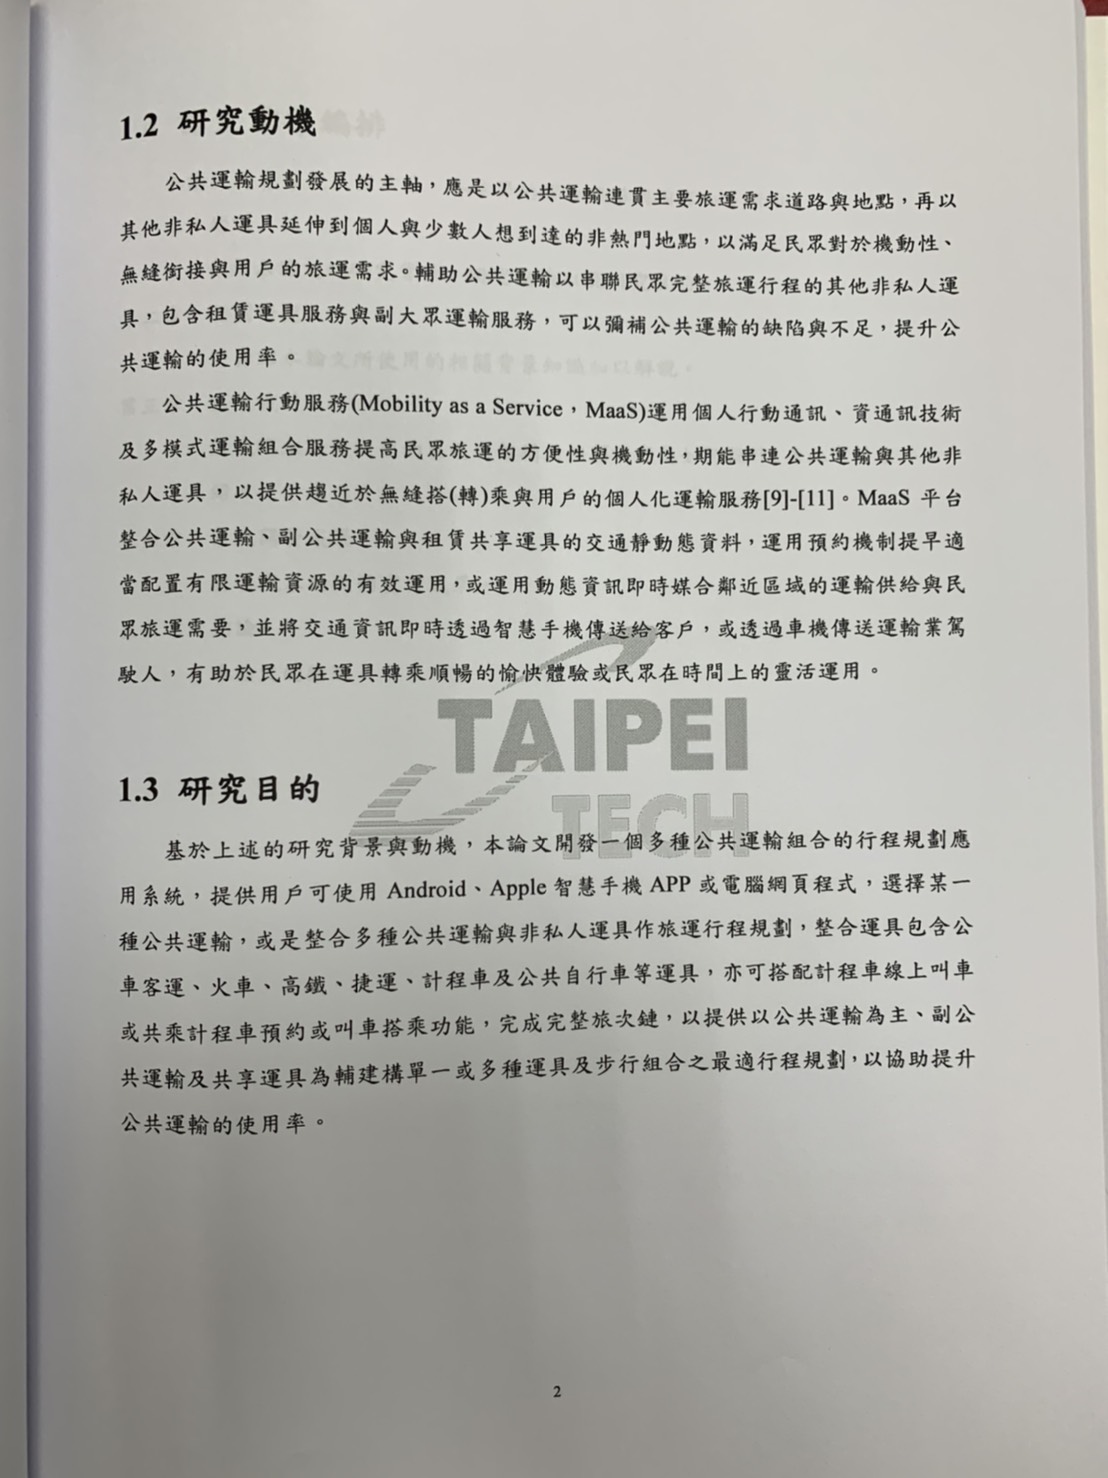 1.2 研究動機
公共運輸規劃發展的主軸，應是以公共運輸連貫主要旅運需求道路與地點，再以
其他非私人運具延伸到個人與少數人想到達的非熱門地點，以滿足民眾對於機動性、
無縫銜接與用戶的旅運需求。輔助公共運輸以串聯民眾完整旅運行程的其他非私人運
具，包含租賃運具服務與副大眾運輸服務，可以彌補公共運輸的缺陷與不足，提升公
共運輸的使用率。
公共運輸行動服務(Mobility as a Service，MaaS)運用個人行動通訊、資通訊技術
及多模式運輸組合服務提高民眾旅運的方便性與機動性，期能串連公共運輸與其他非
私人運具，以提供趨近於無縫搭(轉)乘與用戶的個人化運輸服務[9]-[11]。MaaS 平台
整合公共運輸、副公共運輸與租賃共享運具的交通靜動態資料，運用預約機制提早適
當配置有限運輸資源的有效運用，或運用動態資訊即時媒合鄰近區域的運輸供給與民
眾旅運需要，並將交通資訊即時透過智慧手機傳送給客戶，或透過車機傳送運輸業駕
駛人，有助於民眾在運具轉乘順暢的愉快體驗或民眾在時間上的靈活運用。
TAIPEI
TECH
1.3 研究目的
基於上述的研究背景與動機，本論文開發一個多種公共運輸組合的行程規劃應
用系統，提供用戶可使用 Android、Apple 智慧手機 APP 或電腦網頁程式，選擇某一
種公共運輸，或是整合多種公共運輸與非私人運具作旅運行程規劃，整合運具包含公
車客運、火車、高鐵、捷運、計程車及公共自行車等運具，亦可搭配計程車線上叫車
或共乘計程車預約或叫車搭乘功能，完成完整旅次鏈，以提供以公共運輸為主、副公
共運輸及共享運具為輔建構單一或多種運具及步行組合之最適行程規劃，以協助提升
公共運輸的使用率。
2